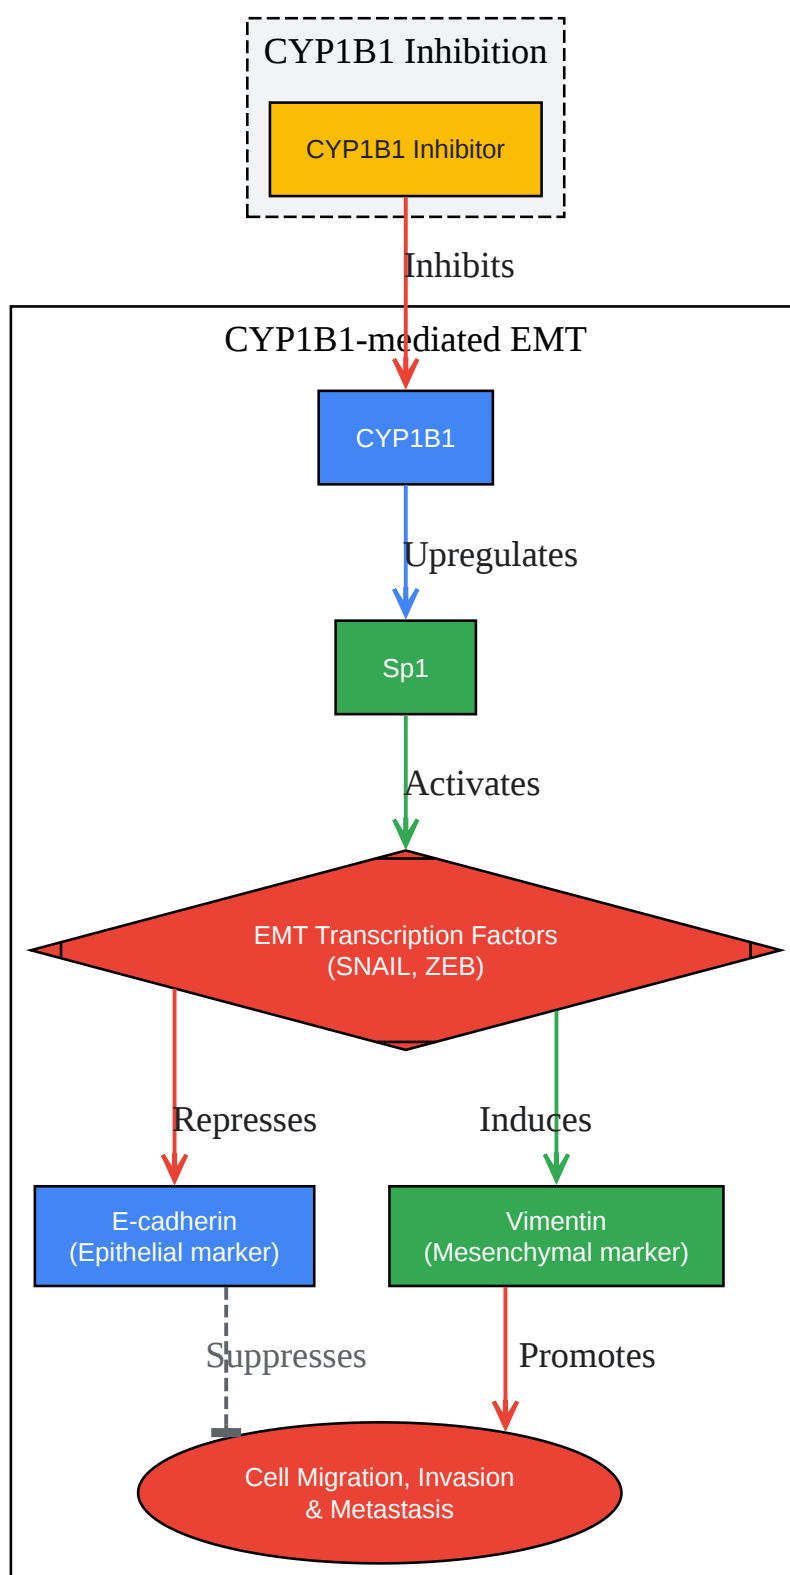 CYP1B1 Inhibition
CYP1B1 Inhibitor
Inhibits
CYP1B1-mediated EMT
CYP1B1
Upregulates
Sp1
Activates
EMT Transcription Factors
(SNAIL, ZEB)
Represses
Induces
E-cadherin
(Epithelial marker)
Vimentin
(Mesenchymal marker)
Suppresses
Promotes
Cell Migration, Invasion
& Metastasis